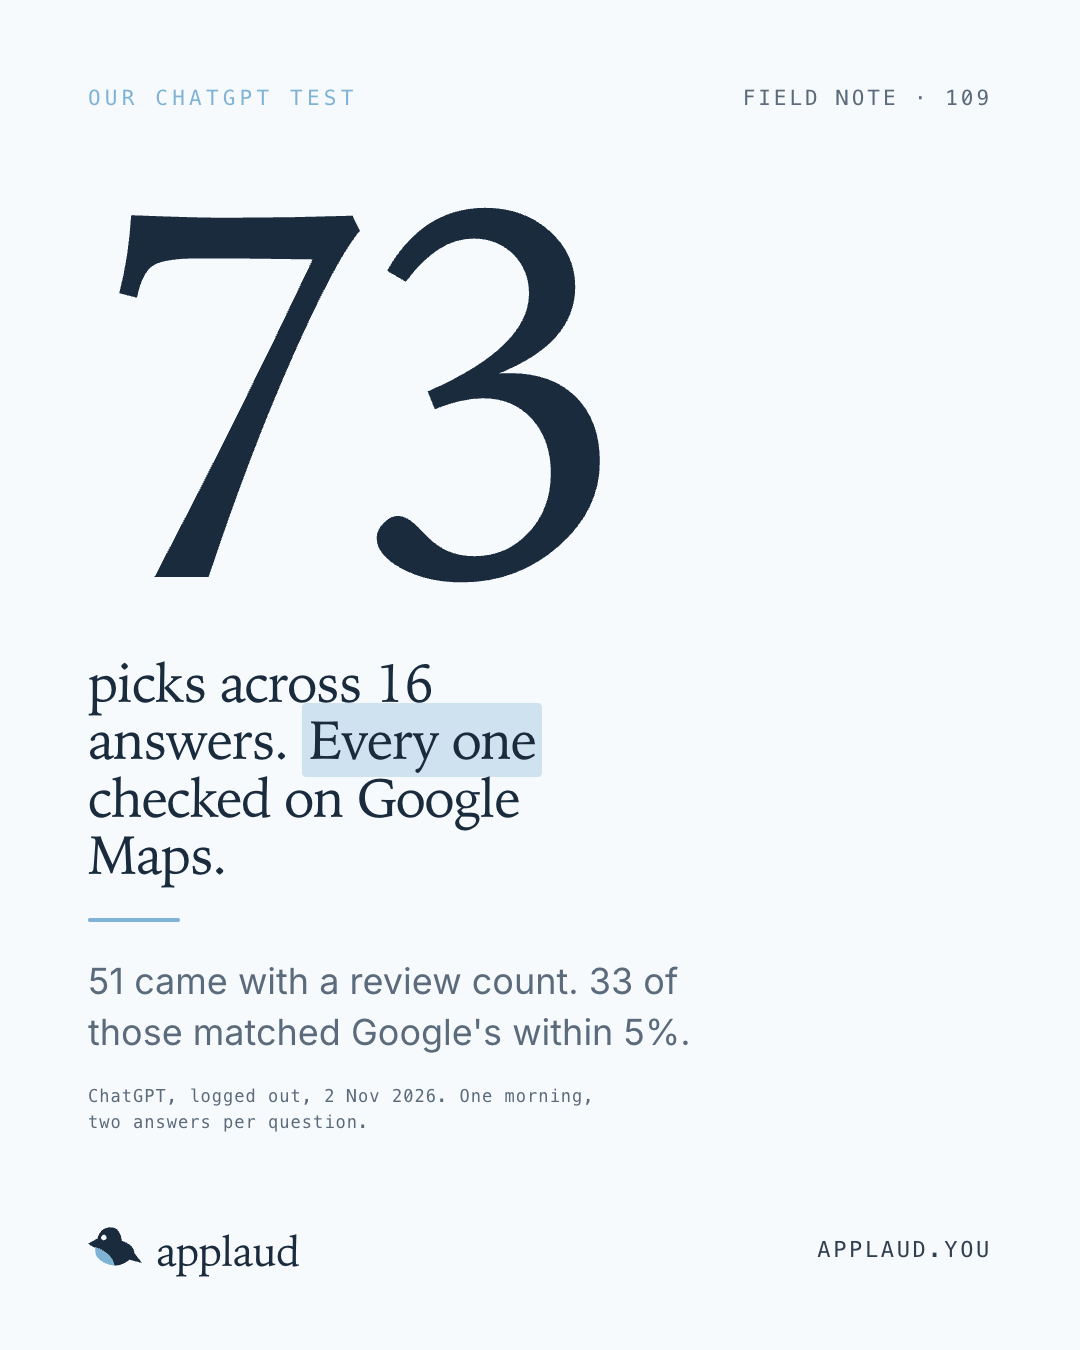 OUR CHATGPT TEST
FIELD NOTE · 109
73
picks across 16
answers. Every one
checked on Google
Maps.
51 came with a review count. 33 of
those matched Google's within 5%.
ChatGPT, logged out, 2 Nov 2026. One morning,
two answers per question.
applaud
APPLAUD.YOU